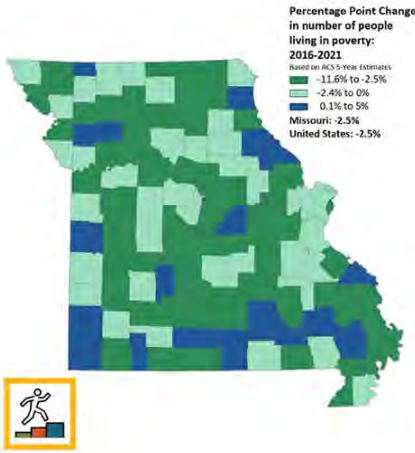 Percentage Point Change
in number of people
living in poverty:
2016-2021
Based on ACS 5-Year Estimates
-11.6% to -2.5%
-2.4% to 0%
0.1% to 5%
Missouri: -2.5%
United States: -2.5%